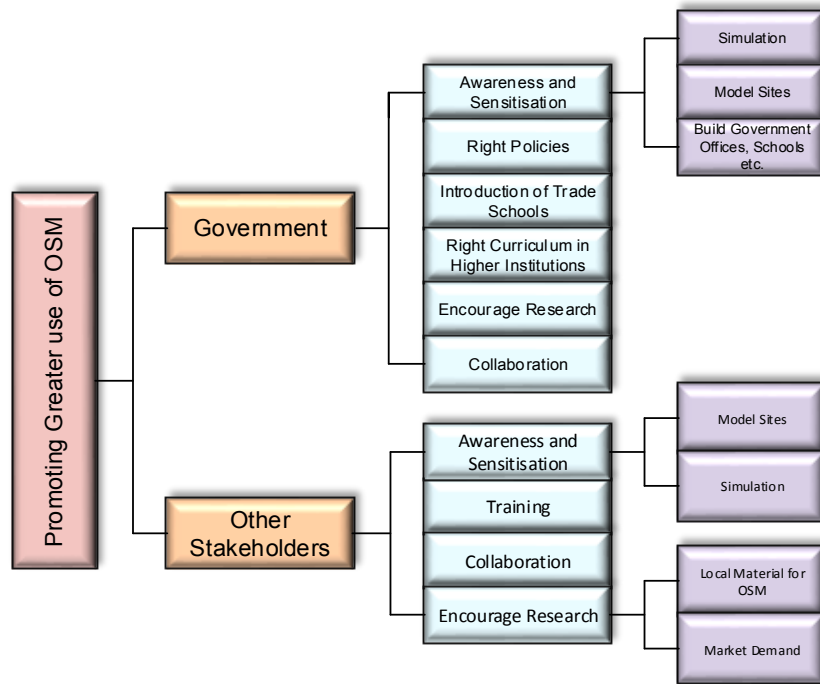 Promoting Greater use of OSM
Government
Awareness and
Sensitisation
Simulation
Model Sites
Build Government
Offices, Schools
etc.
Right Policies
Introduction of Trade
Schools
Right Curriculum in
Higher Institutions
Encourage Research
Collaboration
Other
Stakeholders
Awareness and
Sensitisation
Model Sites
Simulation
Training
Collaboration
Encourage Research
Local Material for
OSM
Market Demand